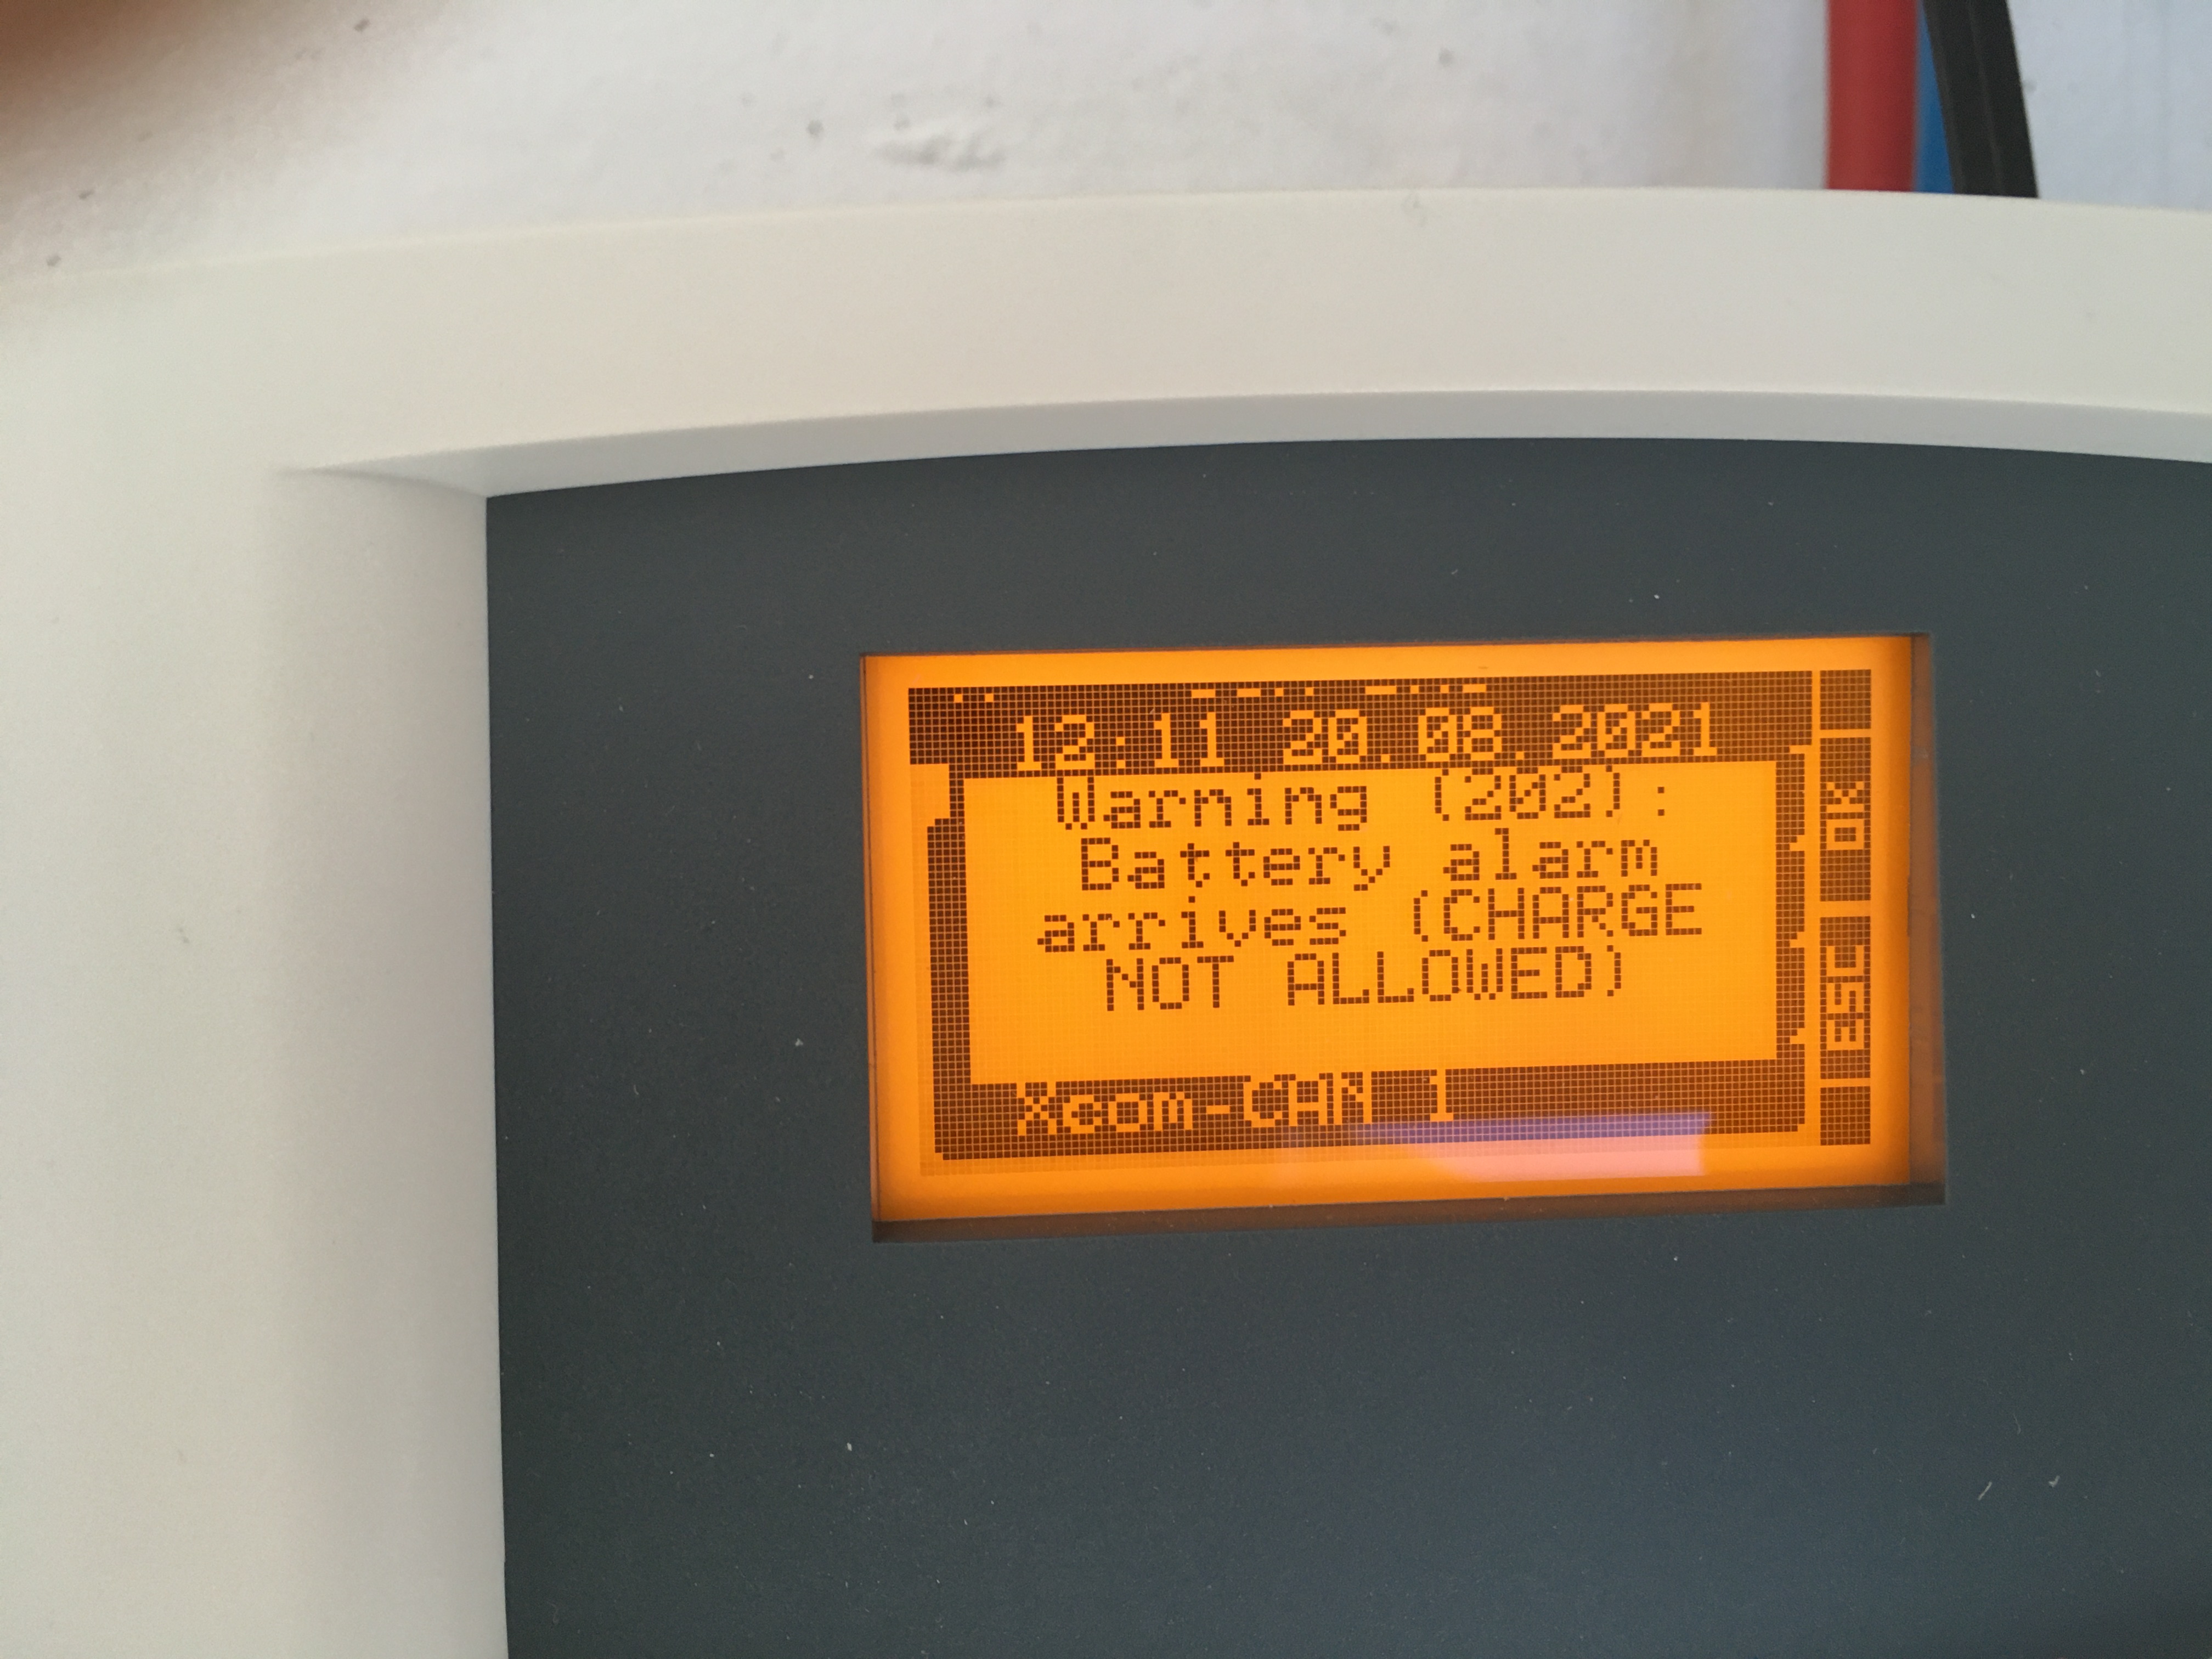 12:11 20.08.2021
Warning (202):
Battery alarm
arrives (CHARGE
NOT ALLOWED)
Xcom-CAN 1
OK
ESC